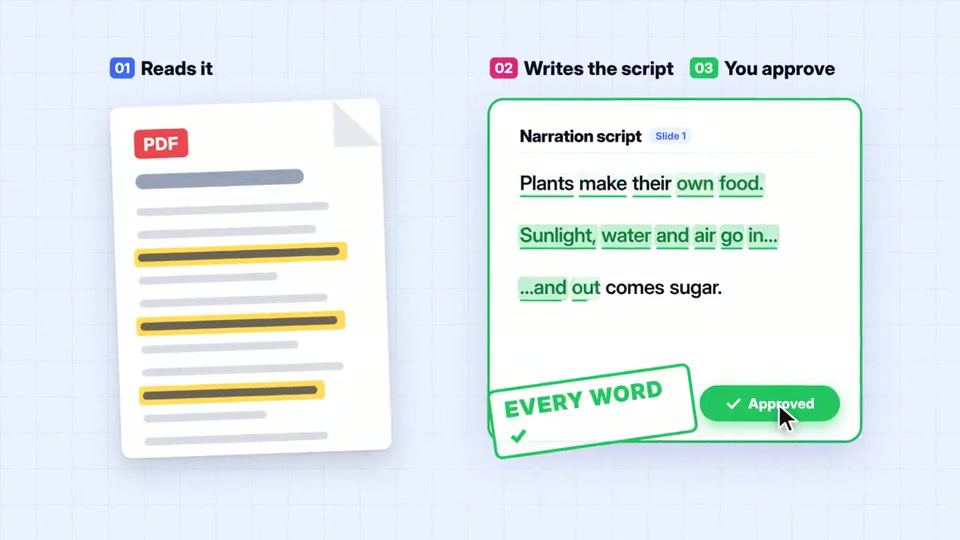 01 Reads it
PDF
02 Writes the script
03 You approve
Narration script Slide 1
Plants make their own food.
Sunlight, water and air go in...
...and out comes sugar.
EVERY WORD
✓
✓ Approved